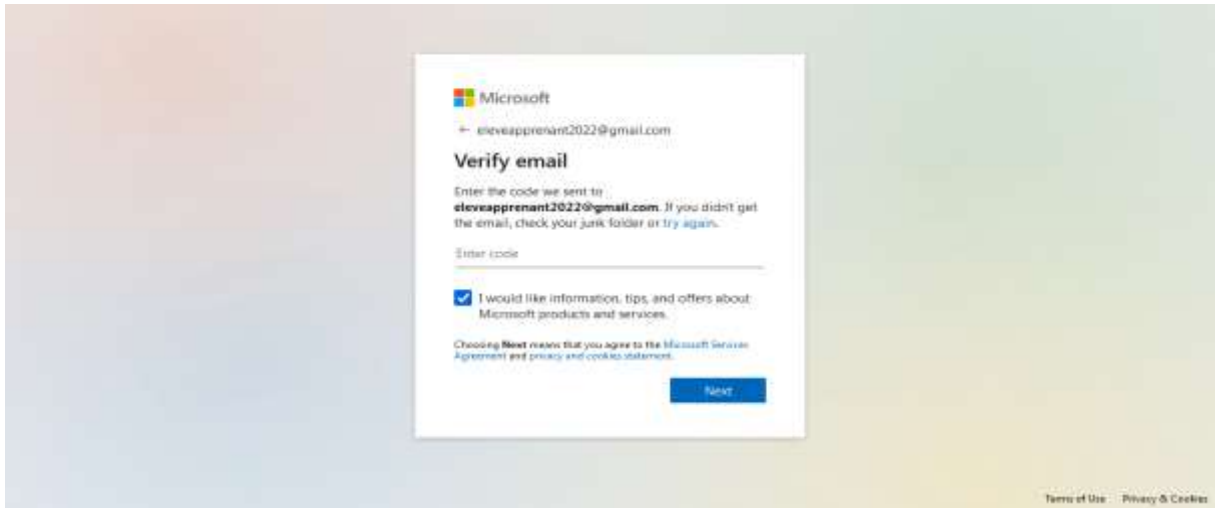 Microsoft
← eleveapprenant2022@gmail.com
Verify email
Enter the code we sent to
eleveapprenant2022@gmail.com. If you didn't get
the email, check your junk folder or try again.
Enter code
I would like information, tips, and offers about
Microsoft products and services.
Choosing Next means that you agree to the Microsoft Services
Agreement and privacy and cookies statement.
Next
Terms of Use Privacy & Cookies